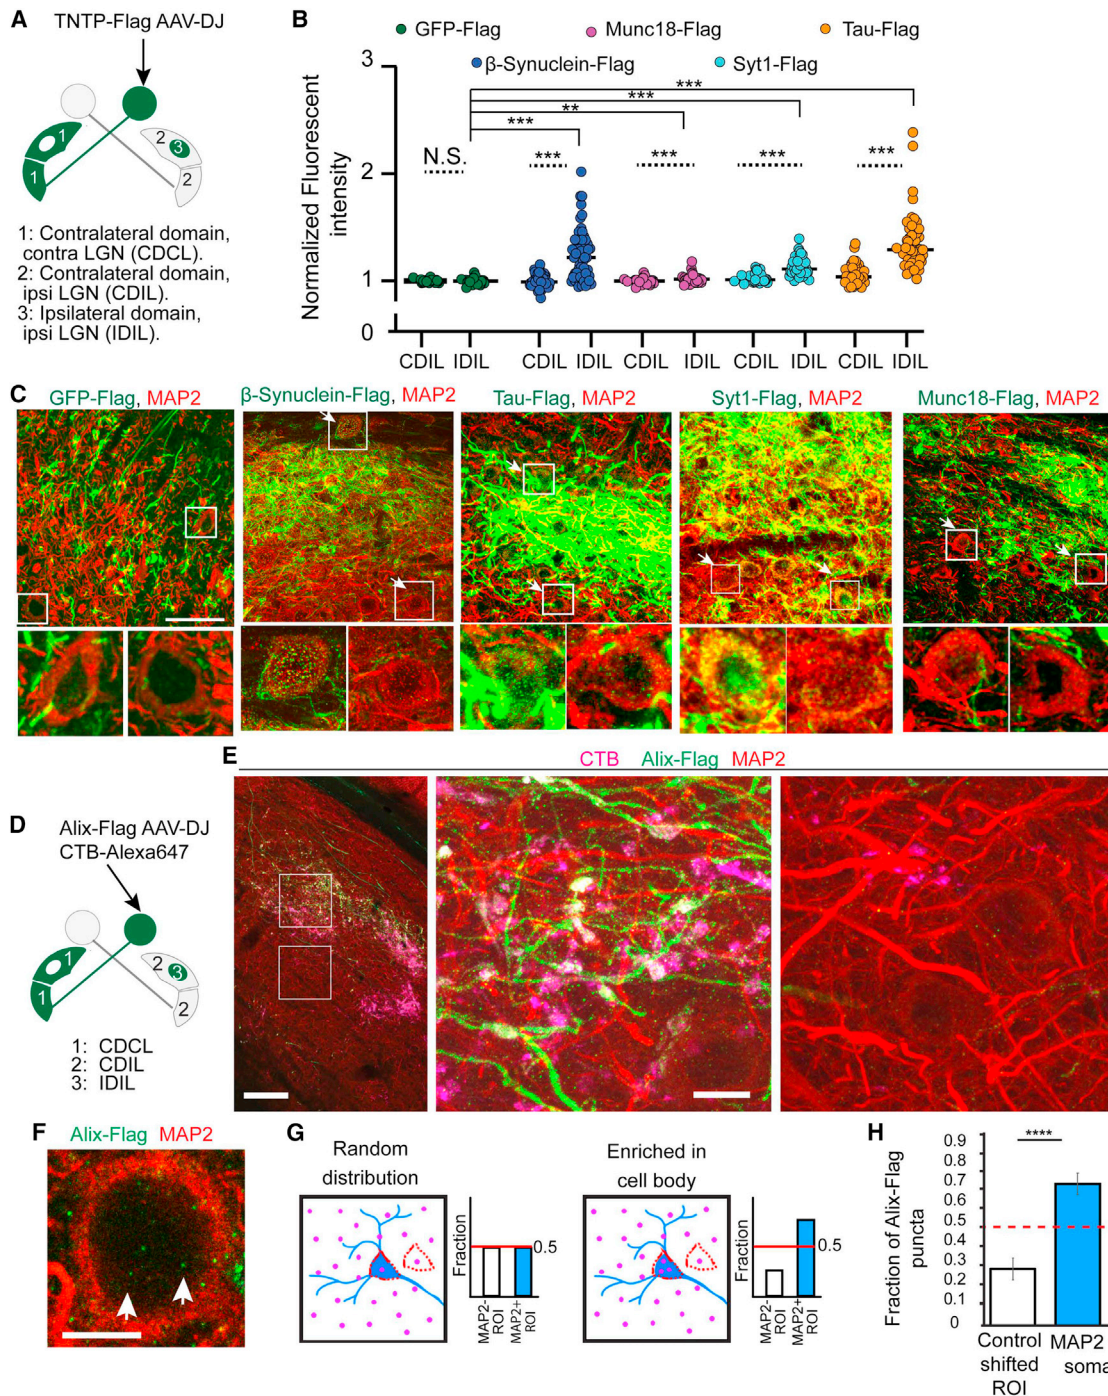 A
TNTP-Flag AAV-DJ
1
1
2
3
2
1: Contralateral domain,
contra LGN (CDCL).
2: Contralateral domain,
ipsi LGN (CDIL).
3: Ipsilateral domain,
ipsi LGN (IDIL).
B
GFP-Flag
Munc18-Flag
Tau-Flag
β-Synuclein-Flag
Syt1-Flag
Normalized Fluorescent
intensity
3
2
1
0
***
***
**
***
N.S.
***
***
***
***
CDIL IDIL CDIL IDIL CDIL IDIL CDIL IDIL CDIL IDIL
C
GFP-Flag, MAP2
β-Synuclein-Flag, MAP2
Tau-Flag, MAP2
Syt1-Flag, MAP2
Munc18-Flag, MAP2
D
Alix-Flag AAV-DJ
CTB-Alexa647
1
1
2
3
2
1: CDCL
2: CDIL
3: IDIL
E
CTB Alix-Flag MAP2
F
Alix-Flag MAP2
G
Random
distribution
Fraction
0.5
MAP2-
ROI
MAP2+
ROI
Enriched in
cell body
Fraction
0.5
MAP2-
ROI
MAP2+
ROI
H
Fraction of Alix-Flag
puncta
0.9
0.8
0.7
0.6
0.5
0.4
0.3
0.2
0.1
0
****
Control
shifted
ROI
MAP2
soma